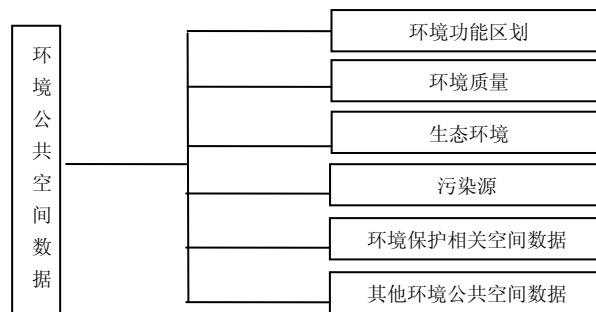 环境公共空间数据
环境功能区划
环境质量
生态环境
污染源
环境保护相关空间数据
其他环境公共空间数据